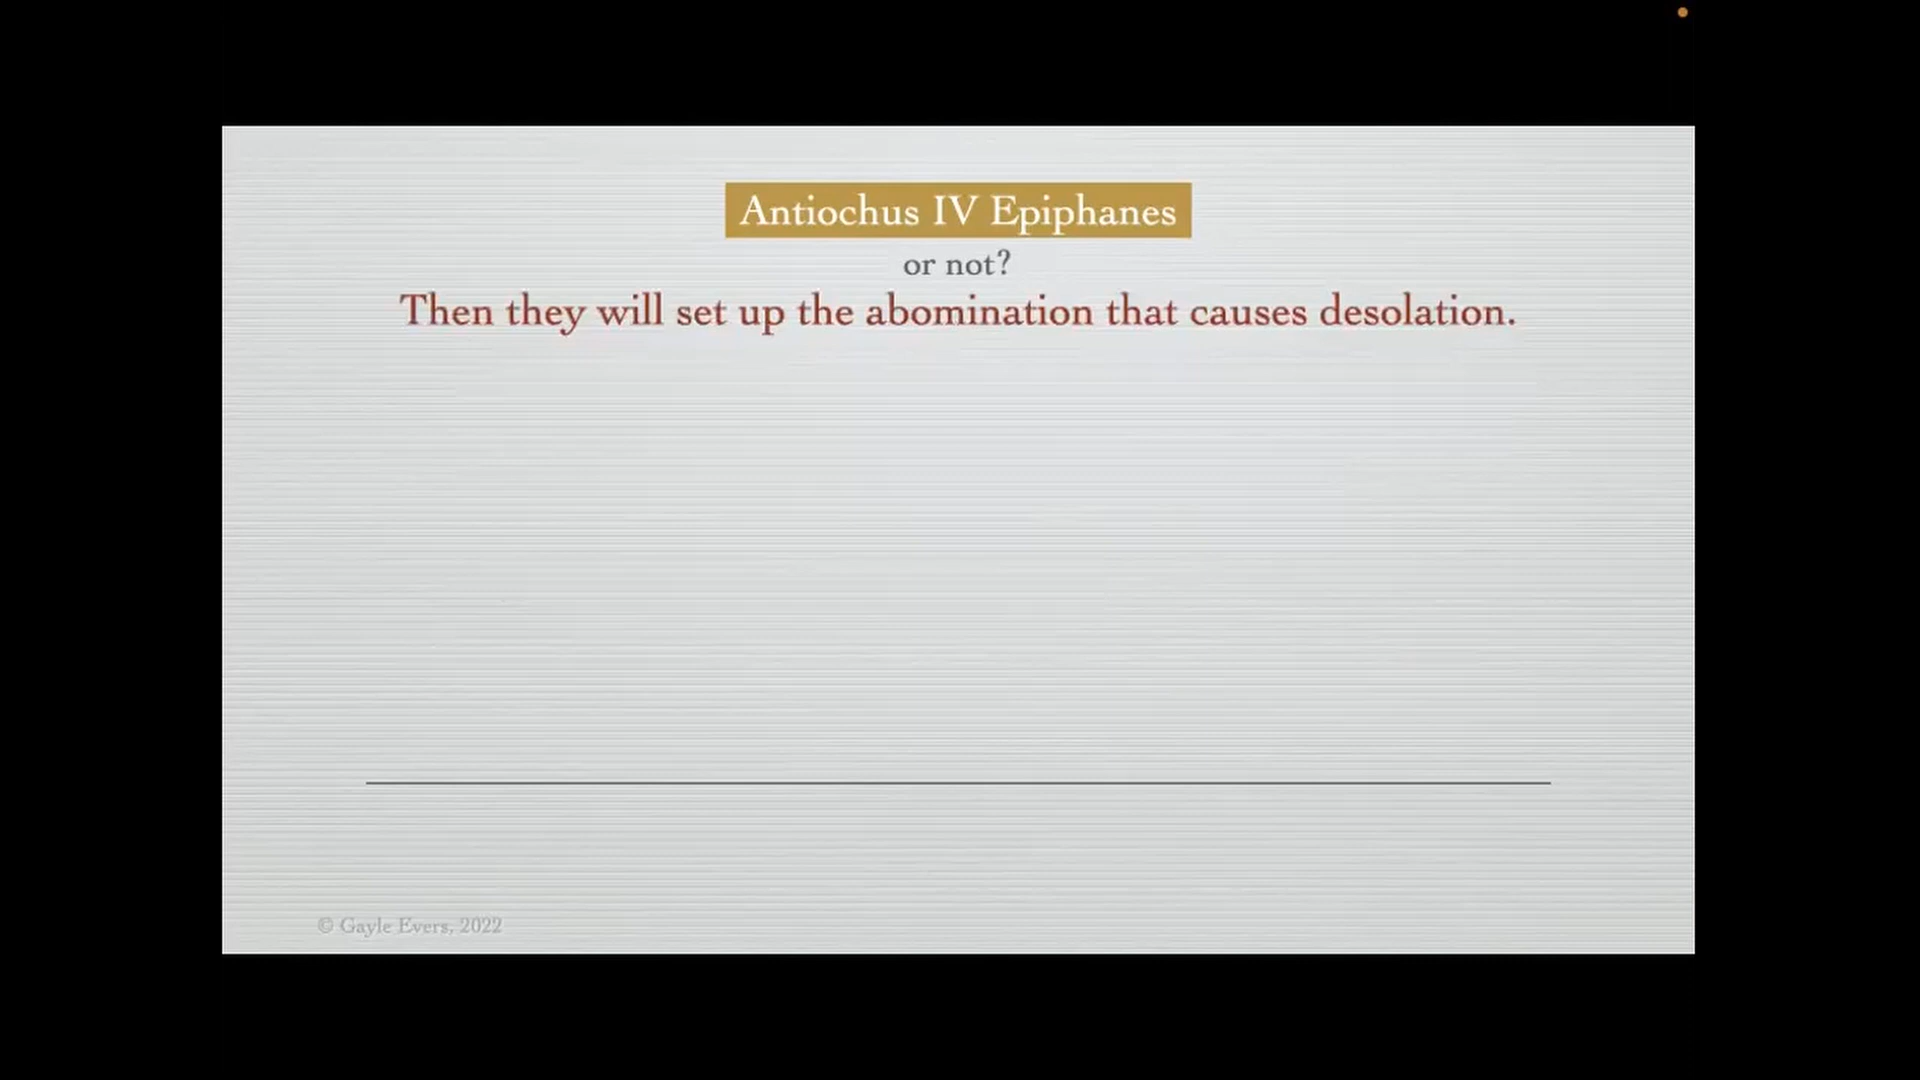 Antiochus IV Epiphanes
or not?
Then they will set up the abomination that causes desolation.
© Gayle Evers, 2022